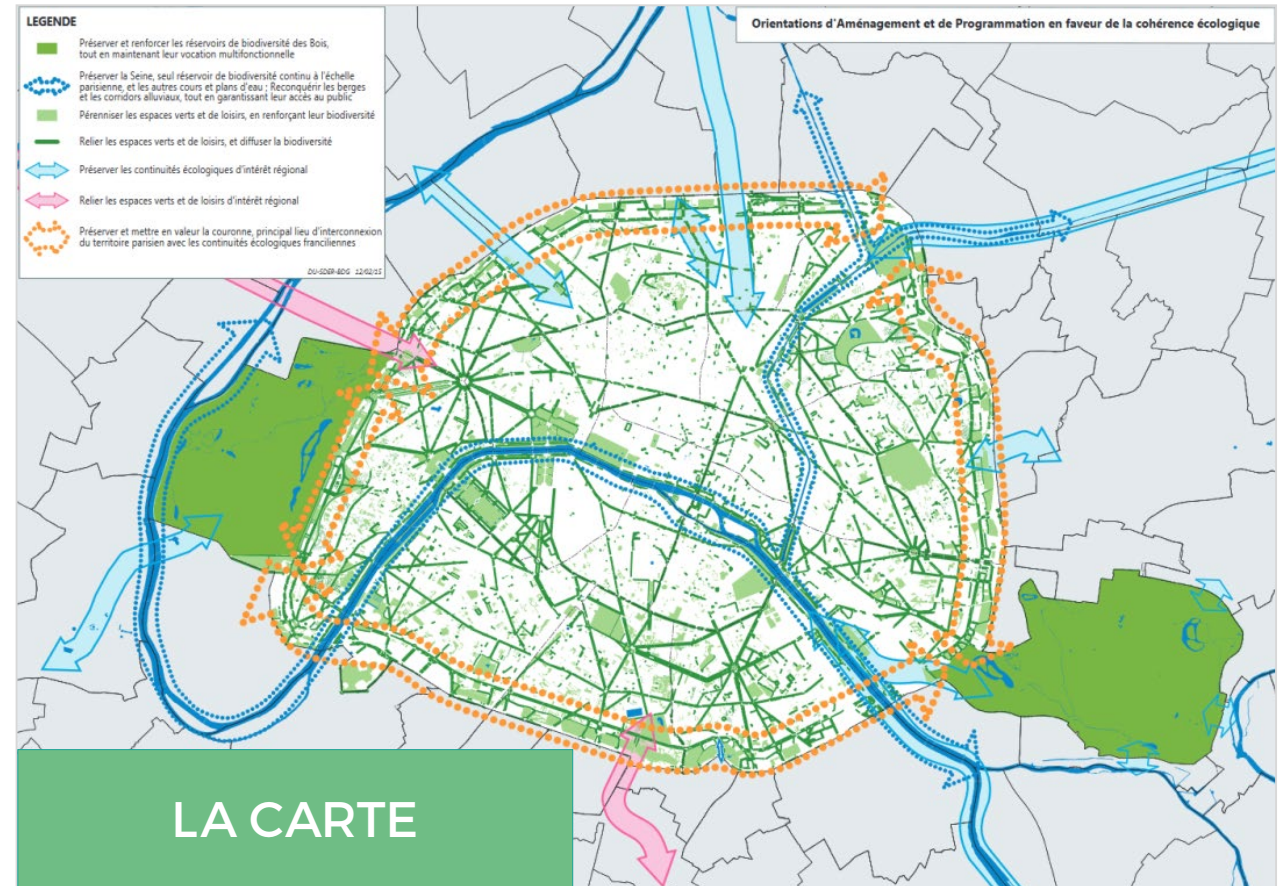 LEGENDE
Préserver et renforcer les réservoirs de biodiversité des Bois,
tout en maintenant leur vocation multifonctionnelle
Préserver la Seine, seul réservoir de biodiversité continu à l'échelle
parisienne, et les autres cours et plans d'eau ; Reconquérir les berges
et les corridors alluviaux, tout en garantissant leur accès au public
Pérenniser les espaces verts et de loisirs, en renforçant leur biodiversité
Relier les espaces verts et de loisirs, et diffuser la biodiversité
Préserver les continuités écologiques d'intérêt régional
Relier les espaces verts et de loisirs d'intérêt régional
Préserver et mettre en valeur la couronne, principal lieu d'interconnexion
du territoire parisien avec les continuités écologiques franciliennes
DU-SDEP-BDG 12/02/15
Orientations d'Aménagement et de Programmation en faveur de la cohérence écologique
LA CARTE